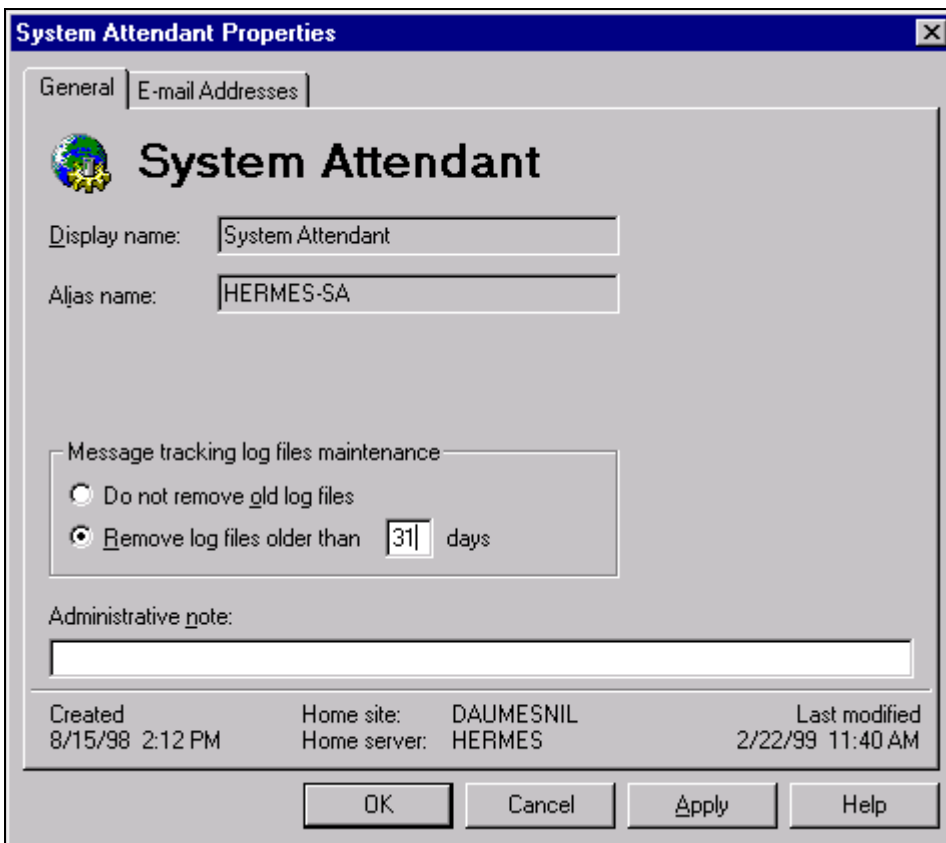 System Attendant Properties
General E-mail Addresses
System Attendant
Display name: System Attendant
Alias name: HERMES-SA
Message tracking log files maintenance
Do not remove old log files
Remove log files older than 31 days
Administrative note:
Created Home site: DAUMESNIL Last modified
8/15/98 2:12 PM Home server: HERMES 2/22/99 11:40 AM
OK Cancel Apply Help